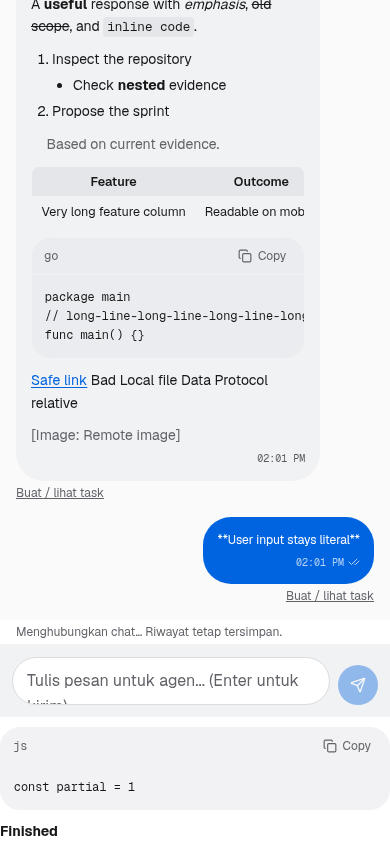 A useful response with emphasis, old
scope, and inline code.
1. Inspect the repository
• Check nested evidence
2. Propose the sprint
Based on current evidence.
Feature Outcome
Very long feature column Readable on mob
go Copy
package main
// long-line-long-line-long-line-long
func main() {}
Safe link Bad Local file Data Protocol
relative
[Image: Remote image]
02:01 PM
Buat / lihat task
**User input stays literal**
02:01 PM
Buat / lihat task
Menghubungkan chat… Riwayat tetap tersimpan.
Tulis pesan untuk agen… (Enter untuk
kirim)
js Copy
const partial = 1
Finished